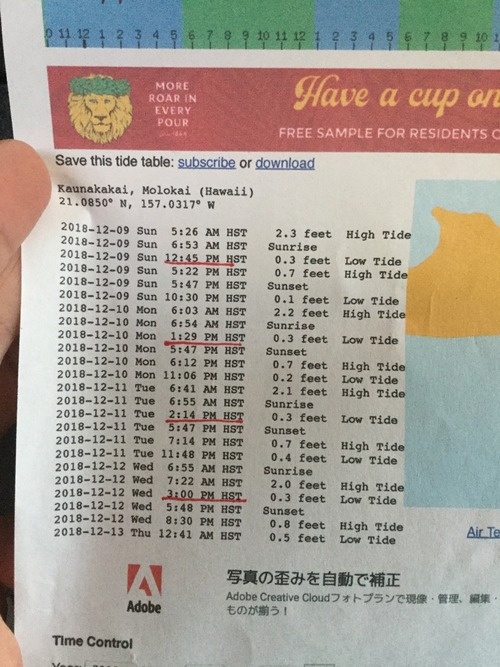 0 11 12 1 2 3 4 5 6 7 8 9 10 11 12 1 2 3 4 5 6 7 8 9 10
MORE
ROAR IN
EVERY
POUR
Have a cup on
FREE SAMPLE FOR RESIDENTS O
Save this tide table: subscribe or download
Kaunakakai, Molokai (Hawaii)
21.0850° N, 157.0317° W
2018-12-09 Sun 5:26 AM HST 2.3 feet High Tide
2018-12-09 Sun 6:53 AM HST Sunrise
2018-12-09 Sun 12:45 PM HST 0.3 feet Low Tide
2018-12-09 Sun 5:22 PM HST 0.7 feet High Tide
2018-12-09 Sun 5:47 PM HST Sunset
2018-12-09 Sun 10:30 PM HST 0.1 feet Low Tide
2018-12-10 Mon 6:03 AM HST 2.2 feet High Tide
2018-12-10 Mon 6:54 AM HST Sunrise
2018-12-10 Mon 1:29 PM HST 0.3 feet Low Tide
2018-12-10 Mon 5:47 PM HST Sunset
2018-12-10 Mon 6:12 PM HST 0.7 feet High Tide
2018-12-10 Mon 11:06 PM HST 0.2 feet Low Tide
2018-12-11 Tue 6:41 AM HST 2.1 feet High Tide
2018-12-11 Tue 6:55 AM HST Sunrise
2018-12-11 Tue 2:14 PM HST 0.3 feet Low Tide
2018-12-11 Tue 5:47 PM HST Sunset
2018-12-11 Tue 7:14 PM HST 0.7 feet High Tide
2018-12-11 Tue 11:48 PM HST 0.4 feet Low Tide
2018-12-12 Wed 6:55 AM HST Sunrise
2018-12-12 Wed 7:22 AM HST 2.0 feet High Tide
2018-12-12 Wed 3:00 PM HST 0.3 feet Low Tide
2018-12-12 Wed 5:48 PM HST Sunset
2018-12-12 Wed 8:30 PM HST 0.8 feet High Tide
2018-12-13 Thu 12:41 AM HST 0.5 feet Low Tide
Air Te
Adobe
写真の歪みを自動で補正
Adobe Creative Cloudフォトプランで現像・管理、編集・
ものが揃う！
Time Control